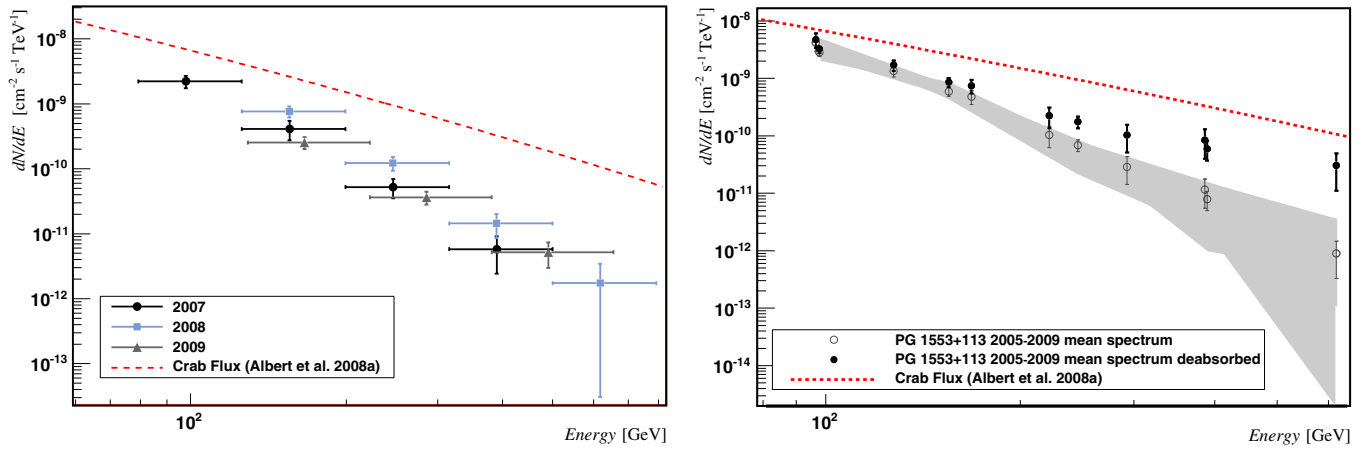 dN/dE [cm⁻² s⁻¹ TeV⁻¹]
10⁻⁸
10⁻⁹
10⁻¹⁰
10⁻¹¹
10⁻¹²
10⁻¹³
2007
2008
2009
Crab Flux (Albert et al. 2008a)
10²
Energy [GeV]
dN/dE [cm⁻² s⁻¹ TeV⁻¹]
10⁻⁸
10⁻⁹
10⁻¹⁰
10⁻¹¹
10⁻¹²
10⁻¹³
10⁻¹⁴
PG 1553+113 2005-2009 mean spectrum
PG 1553+113 2005-2009 mean spectrum deabsorbed
Crab Flux (Albert et al. 2008a)
10²
Energy [GeV]